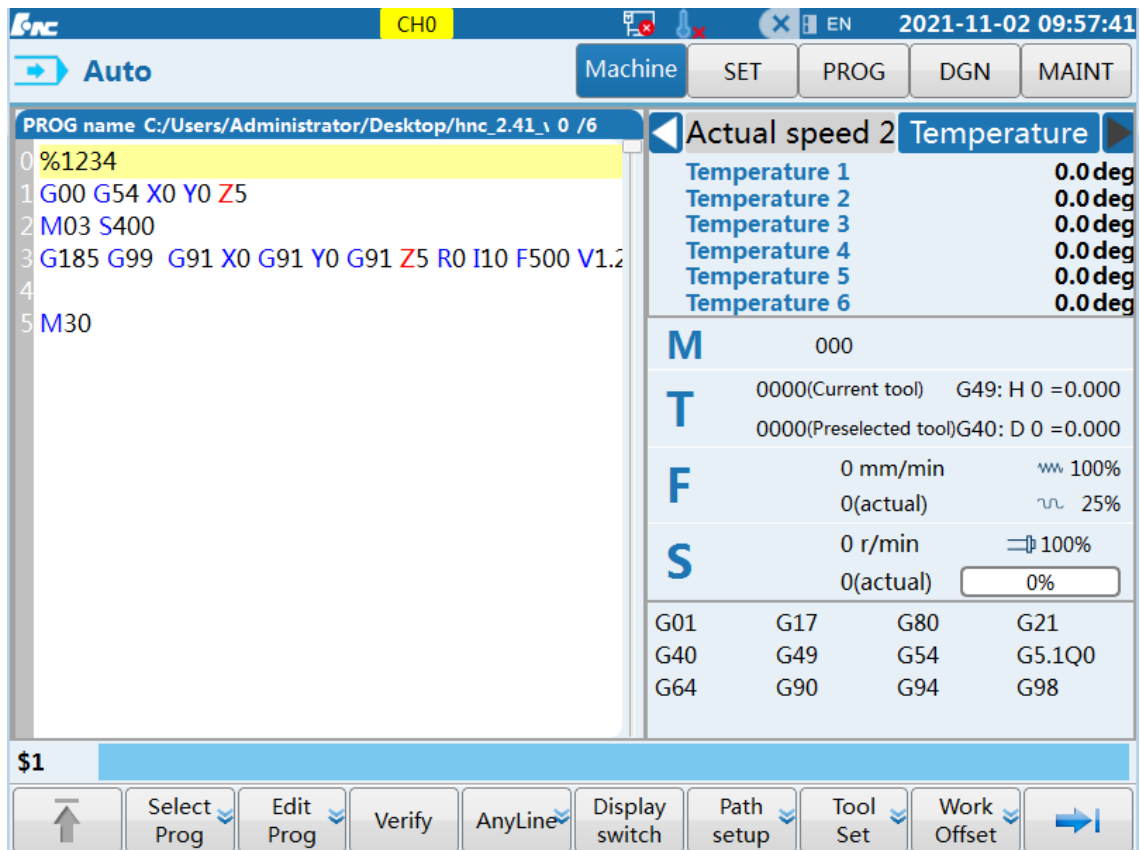 HNC CH0 EN 2021-11-02 09:57:41
Auto Machine SET PROG DGN MAINT
PROG name C:/Users/Administrator/Desktop/hnc_2.41_v 0 /6
0 %1234
1 G00 G54 X0 Y0 Z5
2 M03 S400
3 G185 G99 G91 X0 G91 Y0 G91 Z5 R0 I10 F500 V1.2
4
5 M30
Actual speed 2 Temperature
Temperature 1 0.0 deg
Temperature 2 0.0 deg
Temperature 3 0.0 deg
Temperature 4 0.0 deg
Temperature 5 0.0 deg
Temperature 6 0.0 deg
M 000
T 0000(Current tool) G49: H 0 =0.000
0000(Preselected tool)G40: D 0 =0.000
F 0 mm/min 100%
0(actual) 25%
S 0 r/min 100%
0(actual) 0%
G01 G17 G80 G21
G40 G49 G54 G5.1Q0
G64 G90 G94 G98
$1
Select Prog
Edit Prog
Verify
AnyLine
Display switch
Path setup
Tool Set
Work Offset